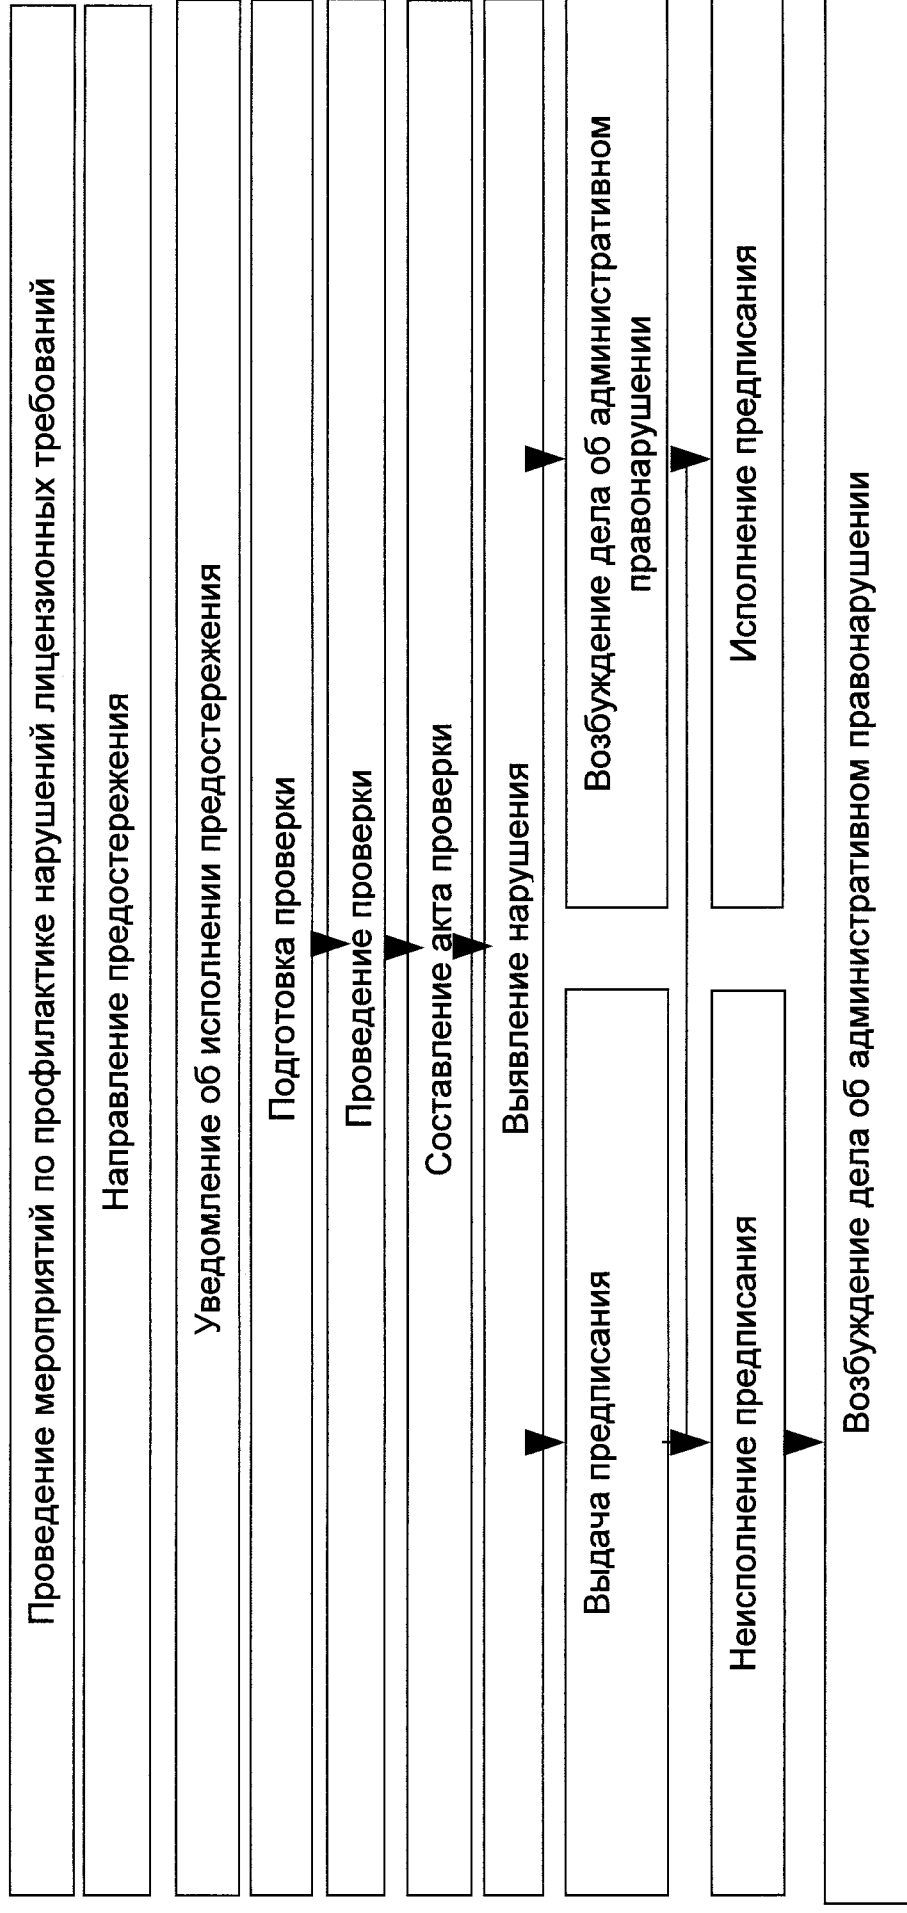 Проведение мероприятий по профилактике нарушений лицензионных требований
Направление предостережения
Уведомление об исполнении предостережения
Подготовка проверки
Проведение проверки
Составление акта проверки
Выявление нарушения
Выдача предписания
Возбуждение дела об административном
правонарушении
Неисполнение предписания
Исполнение предписания
Возбуждение дела об административном правонарушении